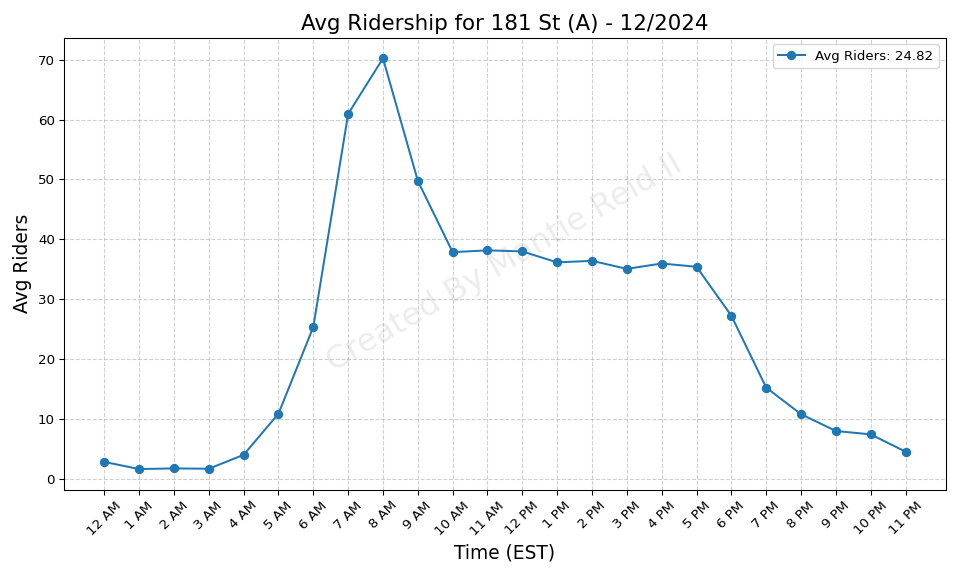 Avg Ridership for 181 St (A) - 12/2024
Avg Riders: 24.82
Avg Riders
70
60
50
40
30
20
10
0
Created By Mantie Reid II
12 AM
1 AM
2 AM
3 AM
4 AM
5 AM
6 AM
7 AM
8 AM
9 AM
10 AM
11 AM
12 PM
1 PM
2 PM
3 PM
4 PM
5 PM
6 PM
7 PM
8 PM
9 PM
10 PM
11 PM
Time (EST)